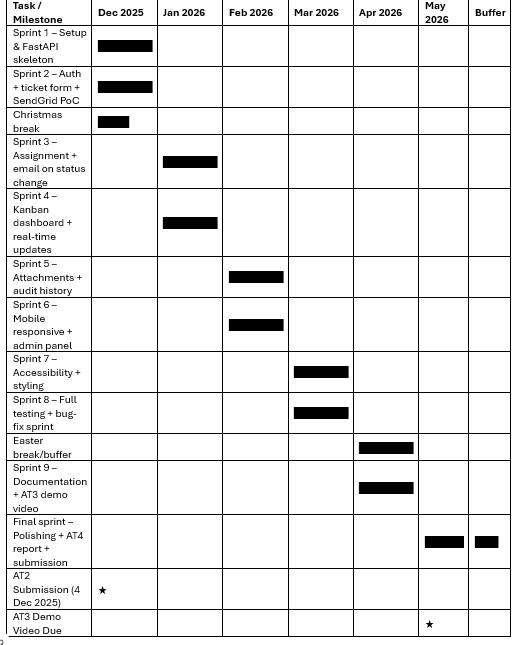 Task /
Milestone
Dec 2025
Jan 2026
Feb 2026
Mar 2026
Apr 2026
May
2026
Buffer
Sprint 1 – Setup
& FastAPI
skeleton
Sprint 2 – Auth
+ ticket form +
SendGrid PoC
Christmas
break
Sprint 3 –
Assignment +
email on status
change
Sprint 4 –
Kanban
dashboard +
real-time
updates
Sprint 5 –
Attachments +
audit history
Sprint 6 –
Mobile
responsive +
admin panel
Sprint 7 –
Accessibility +
styling
Sprint 8 – Full
testing + bug-
fix sprint
Easter
break/buffer
Sprint 9 –
Documentation
+ AT3 demo
video
Final sprint –
Polishing + AT4
report +
submission
AT2
Submission (4
Dec 2025)
★
AT3 Demo
Video Due
★